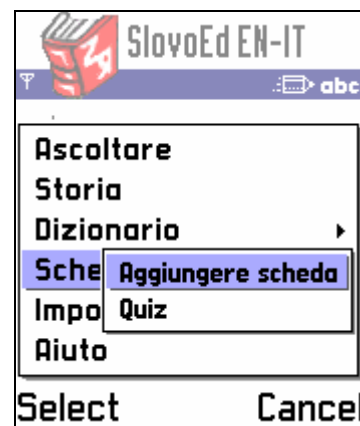 SlovoEd EN-IT
abc
Ascoltare
Storia
Dizionario
Sche
Aggiungere scheda
Impo
Quiz
Aiuto
Select Cancel